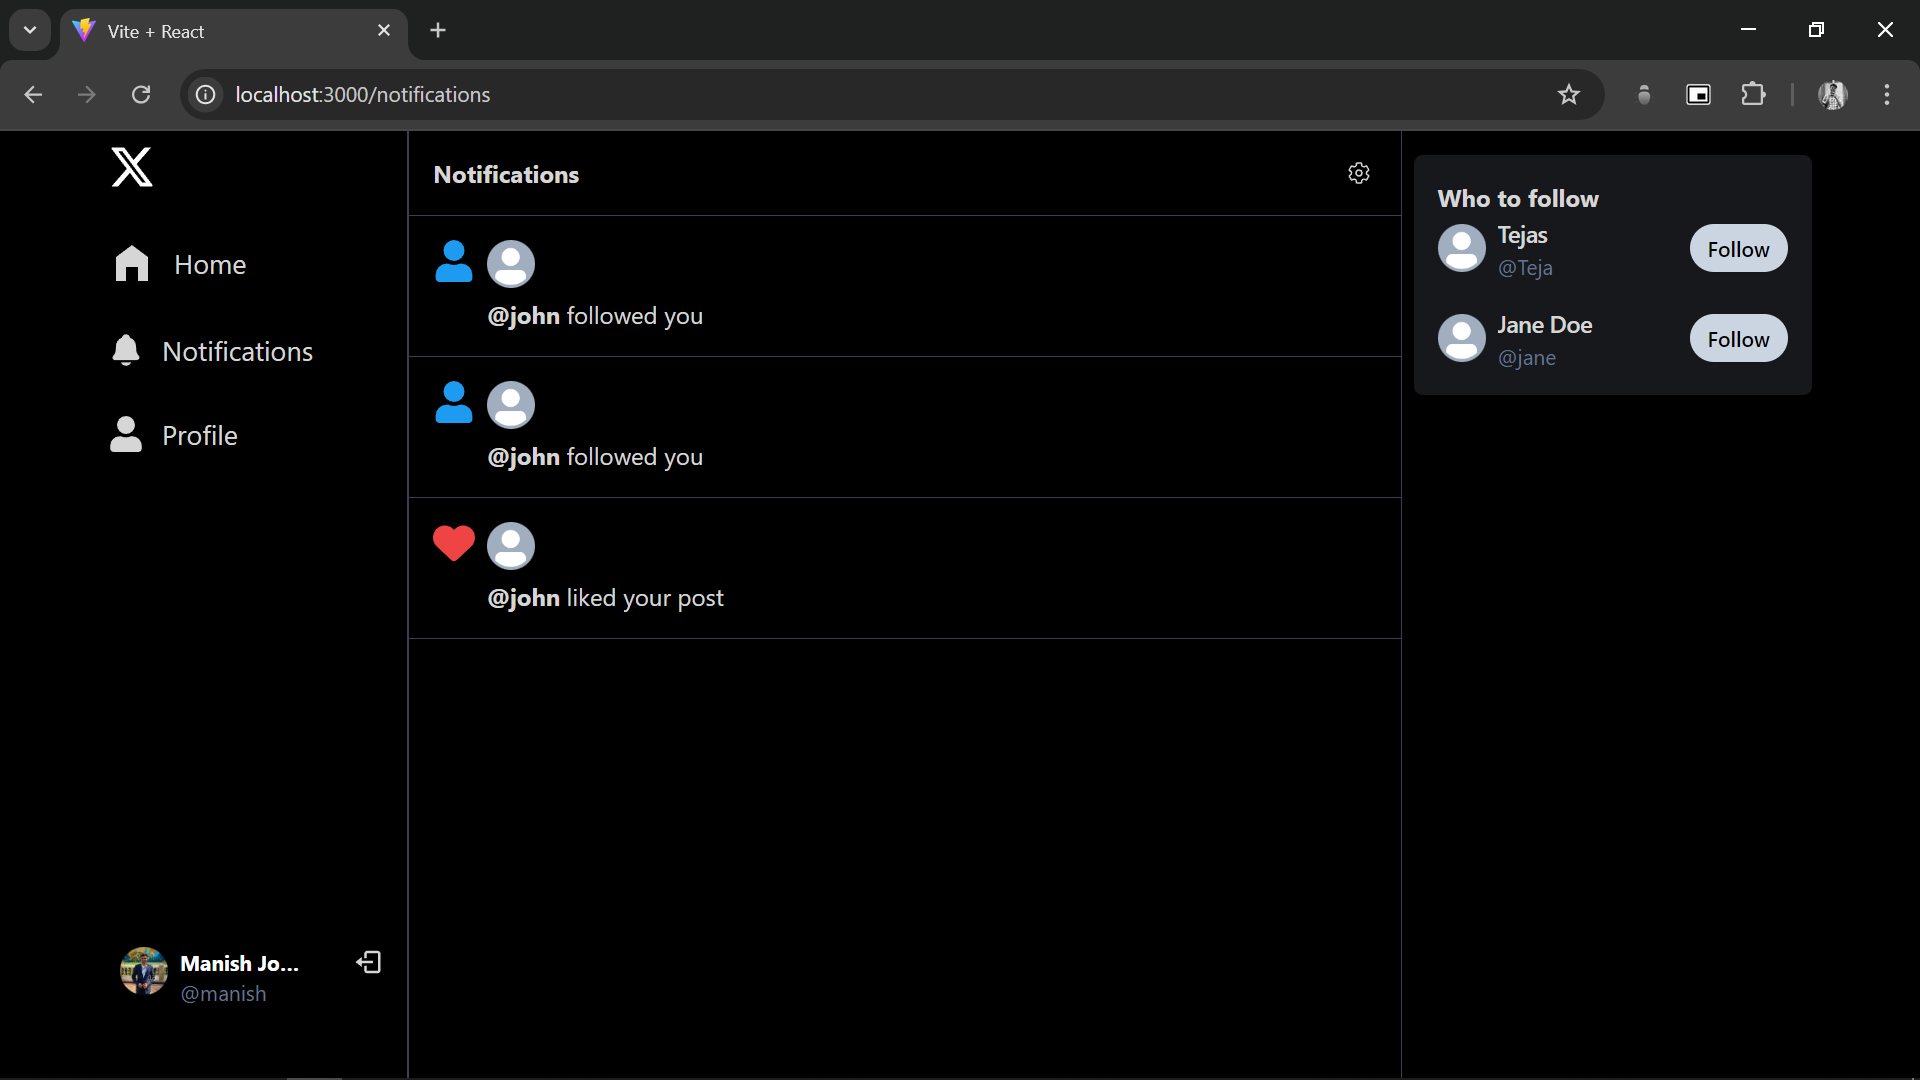 Vite + React
localhost:3000/notifications
Home
Notifications
Profile
Manish Jo...
@manish
Notifications
@john followed you
@john followed you
@john liked your post
Who to follow
Tejas
@Teja
Follow
Jane Doe
@jane
Follow